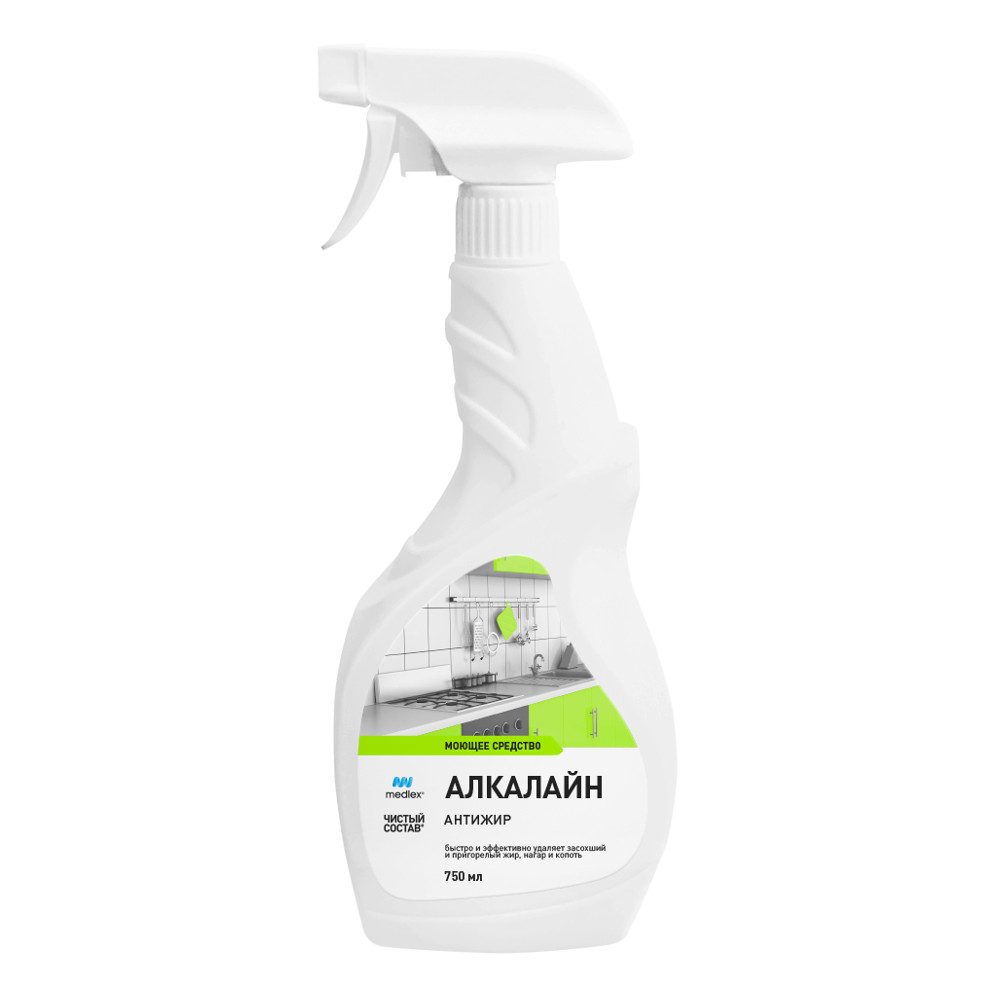 МОЮЩЕЕ СРЕДСТВО
medlex®
АЛКАЛАЙН
ЧИСТЫЙ
СОСТАВ®
АНТИЖИР
быстро и эффективно удаляет засохший
и пригорелый жир, нагар и копоть
750 мл